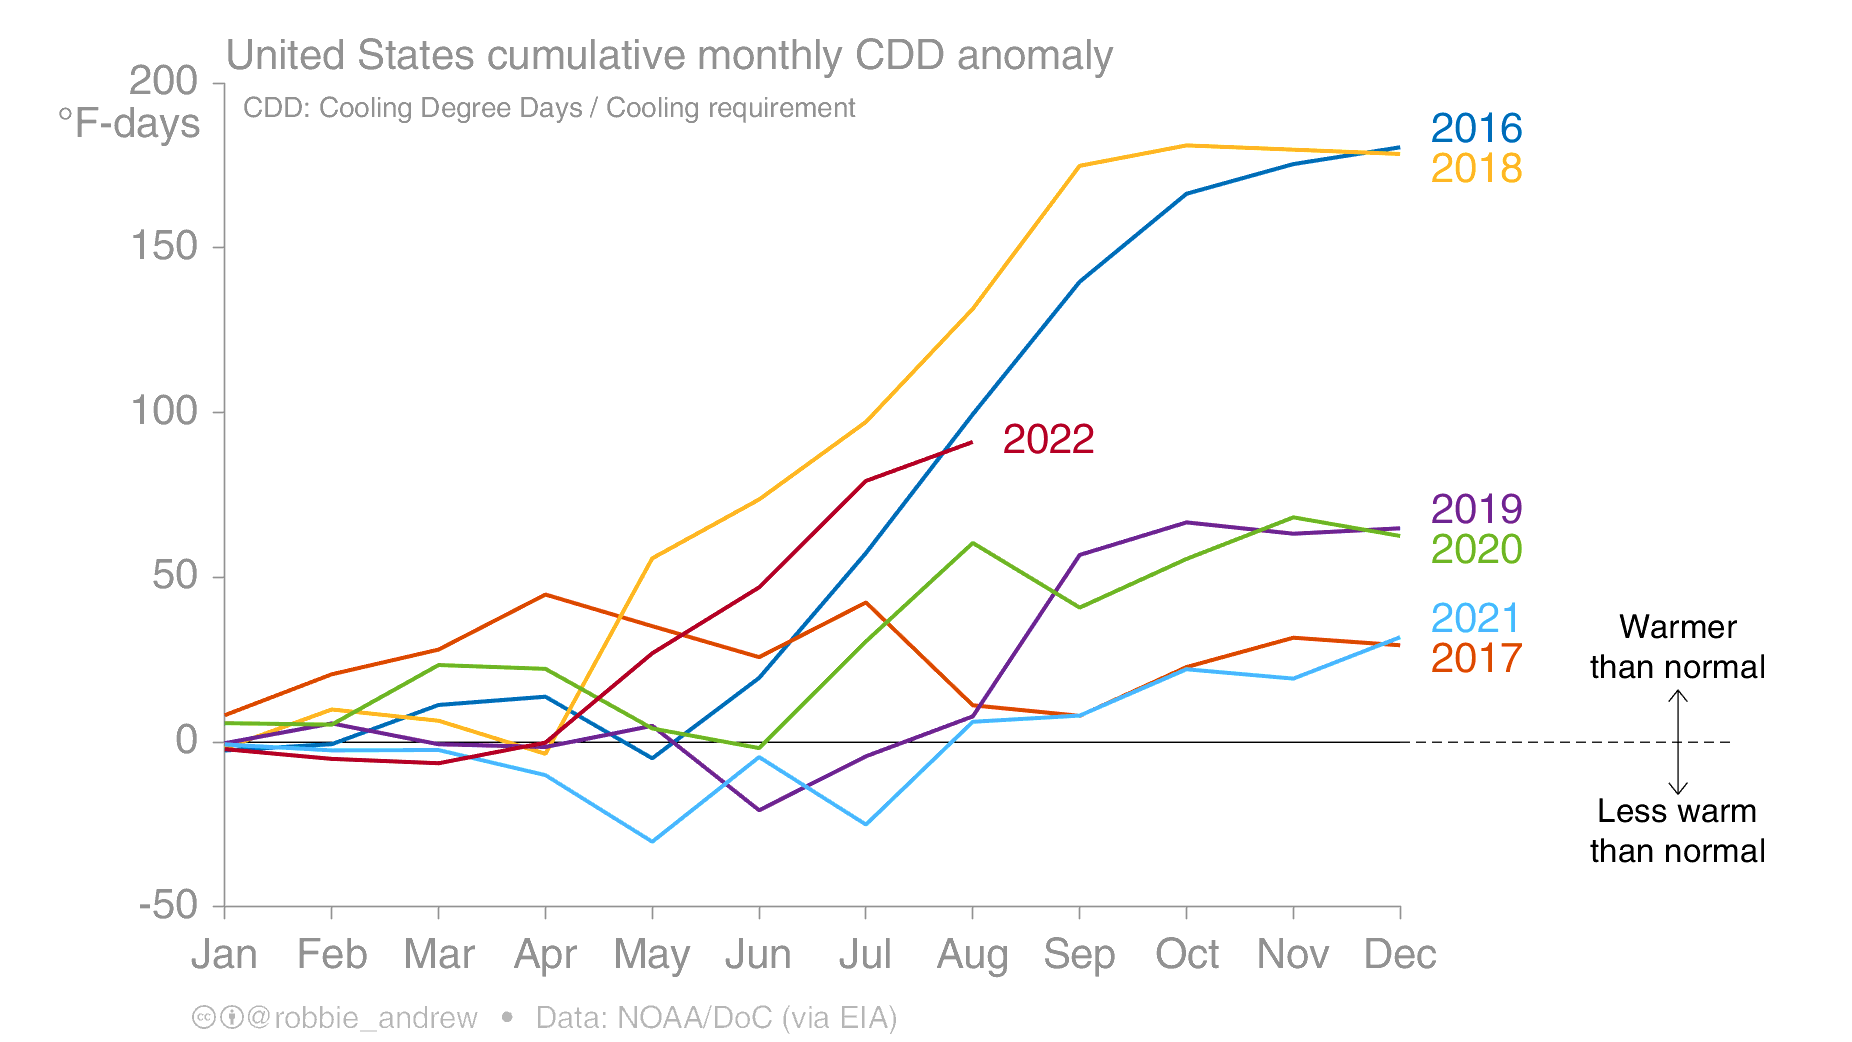 United States cumulative monthly CDD anomaly
200
°F-days
CDD: Cooling Degree Days / Cooling requirement
2016
2018
150
100
2022
2019
2020
50
2021
2017
Warmer
than normal
0
Less warm
than normal
-50
Jan Feb Mar Apr May Jun Jul Aug Sep Oct Nov Dec
cc @robbie_andrew • Data: NOAA/DoC (via EIA)